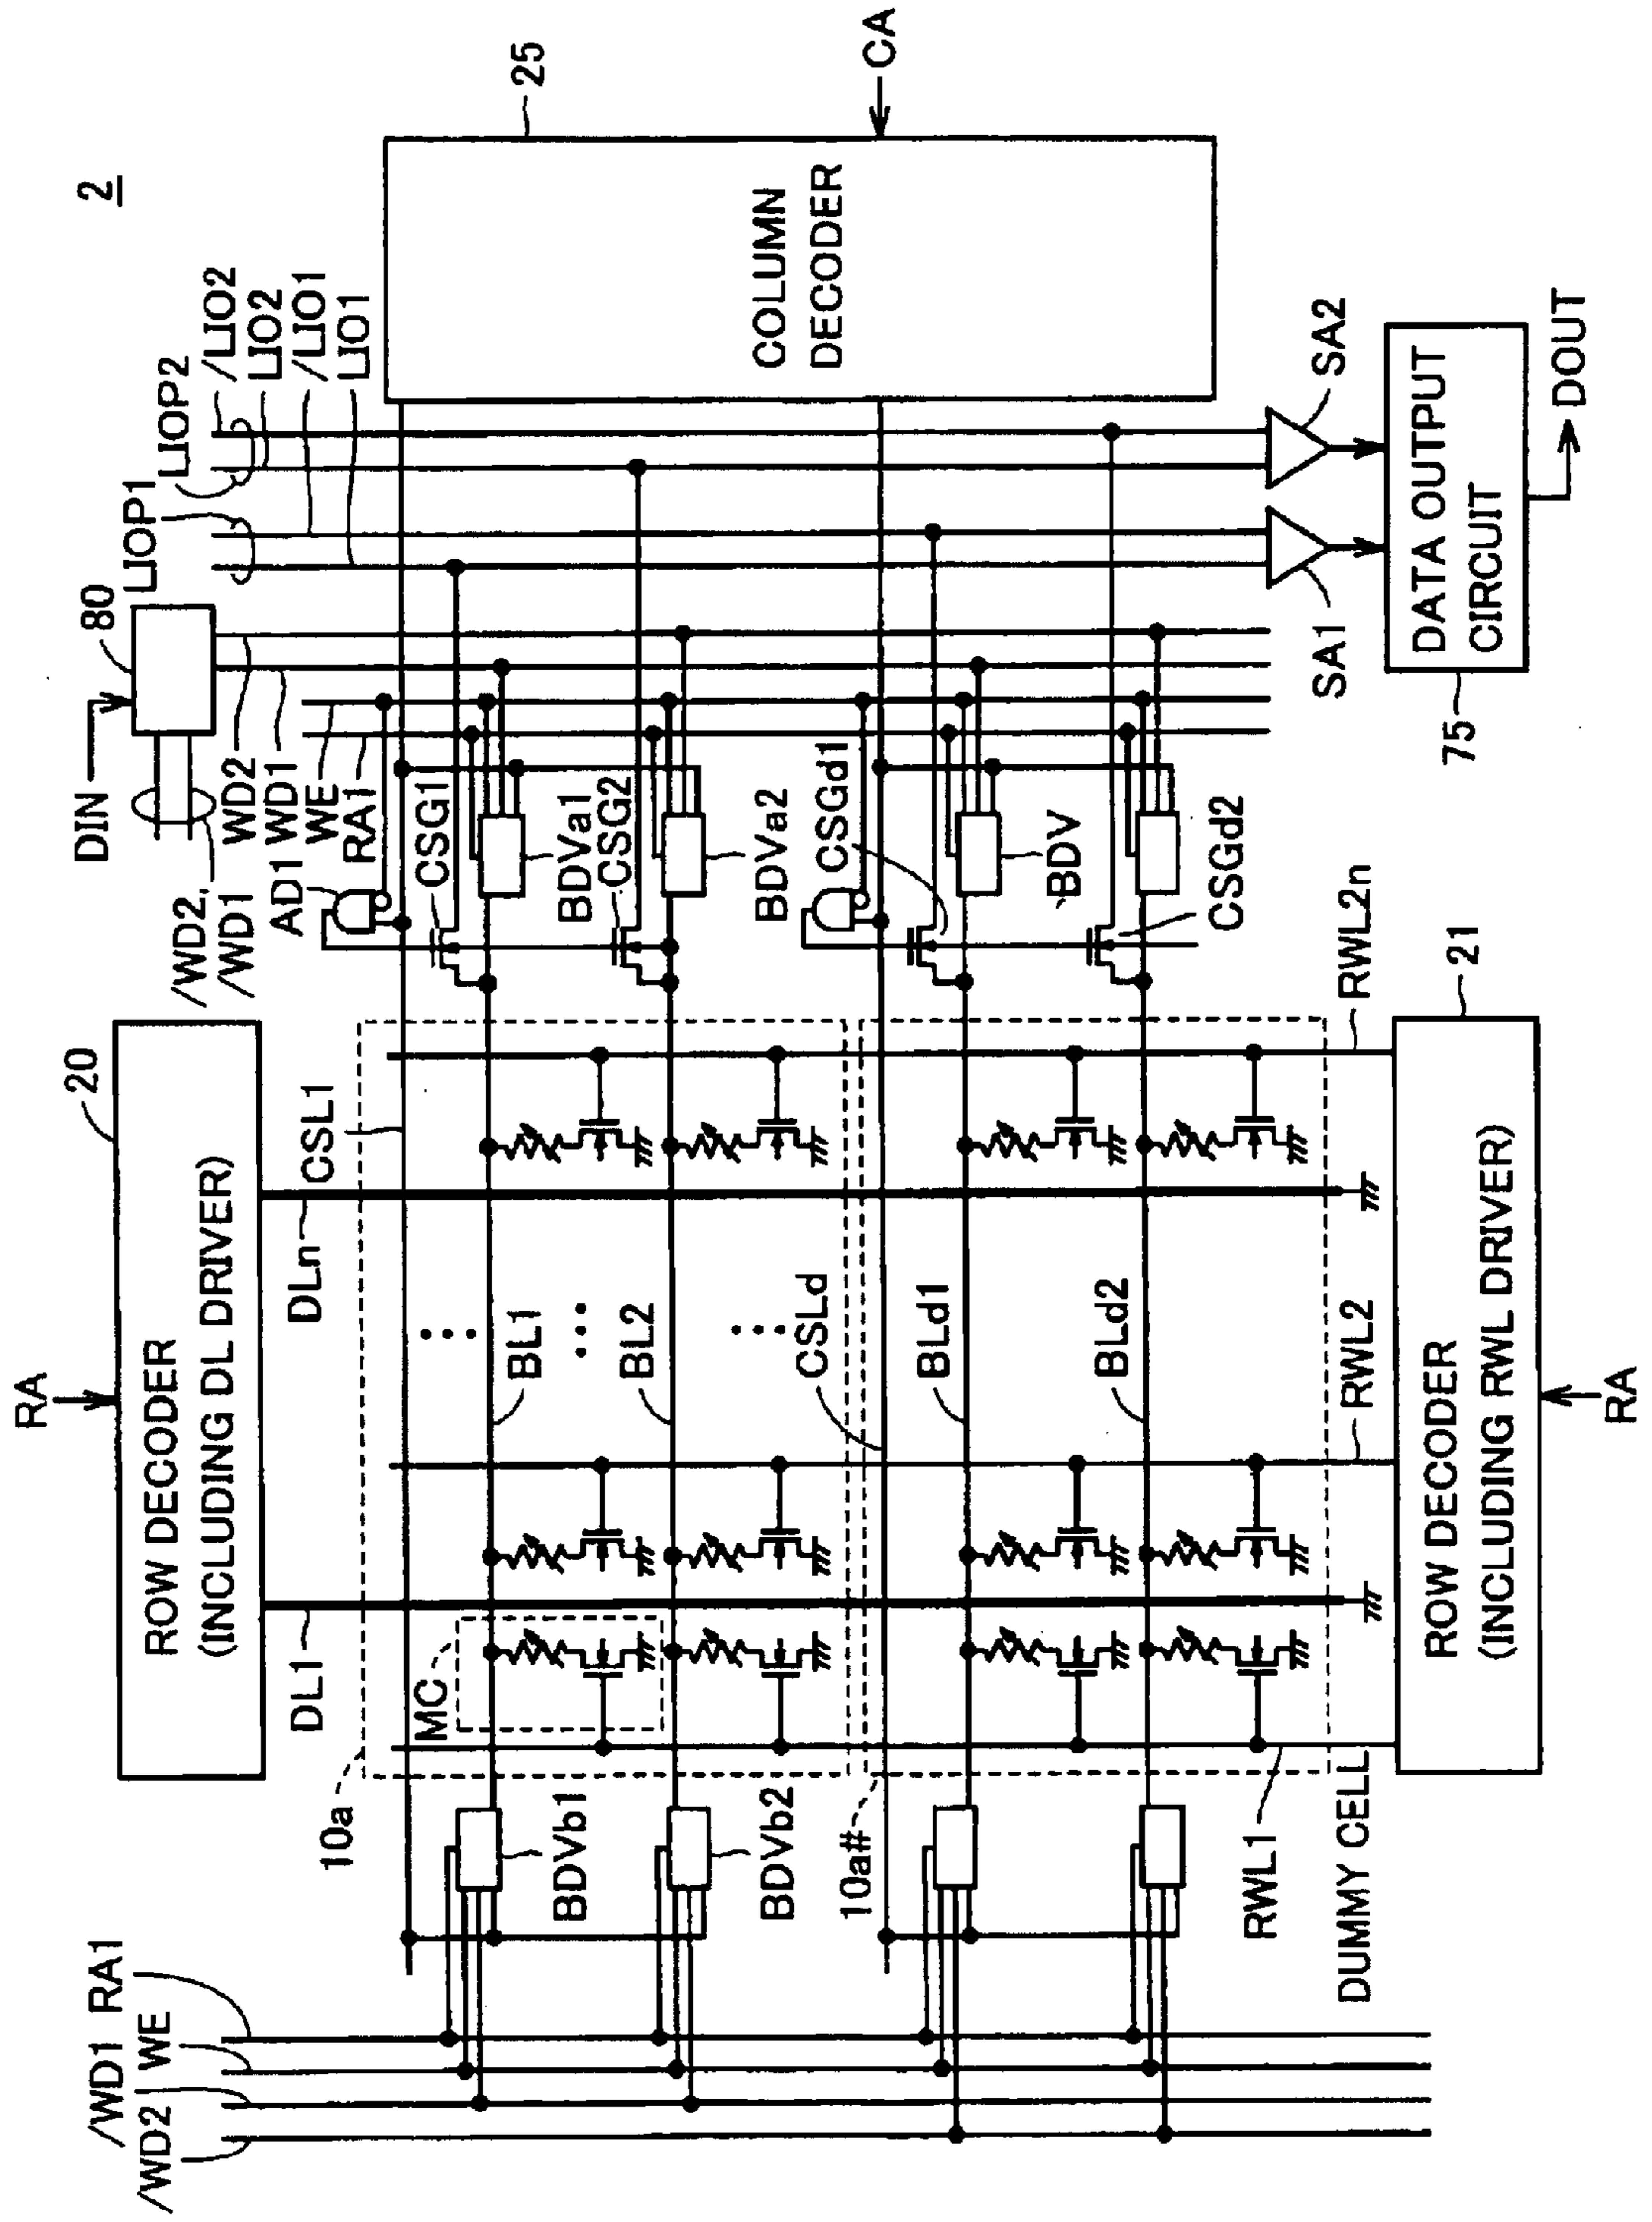 2
DIN
80
LIOP1
LIOP2
/LIO2
LIO2
/LIO1
LIO1
25
COLUMN
DECODER
CA
/WD2,
/WD1
WD2
WD1
WE
RA1
AD1
CSG1
BDVa1
CSG2
BDVa2
CSGd1
BDV
CSGd2
SA1
SA2
DATA OUTPUT
CIRCUIT
75
DOUT
RA
20
ROW DECODER
(INCLUDING DL DRIVER)
DL1
DLn
CSL1
10a
MC
BL1
BL2
CSLd
BLd1
BLd2
10a#
RWL1
RWL2
RWL2n
DUMMY CELL
21
ROW DECODER
(INCLUDING RWL DRIVER)
RA
BDVb1
BDVb2
RA1
WE
/WD1
/WD2